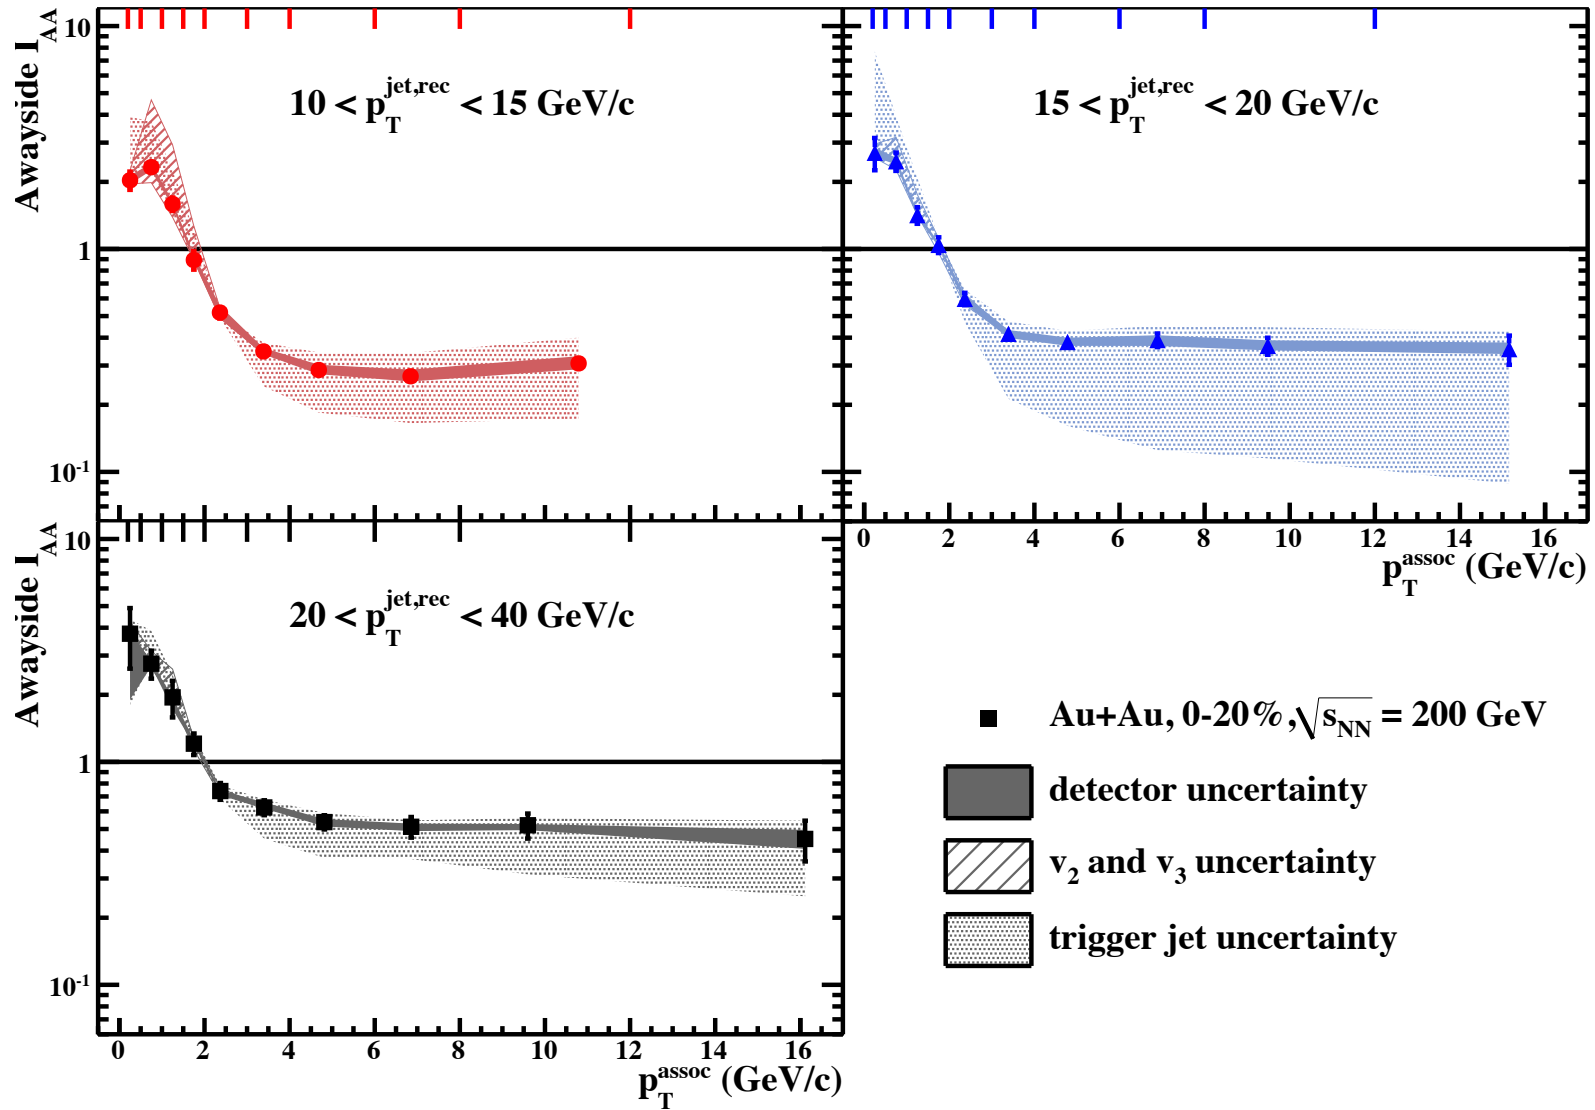 Awayside I_AA
10
1
10^-1
10 < p_T^jet,rec < 15 GeV/c
15 < p_T^jet,rec < 20 GeV/c
0 2 4 6 8 10 12 14 16
p_T^assoc (GeV/c)
Awayside I_AA
10
1
10^-1
20 < p_T^jet,rec < 40 GeV/c
0 2 4 6 8 10 12 14 16
p_T^assoc (GeV/c)
Au+Au, 0-20%, √s_NN = 200 GeV
detector uncertainty
v_2 and v_3 uncertainty
trigger jet uncertainty